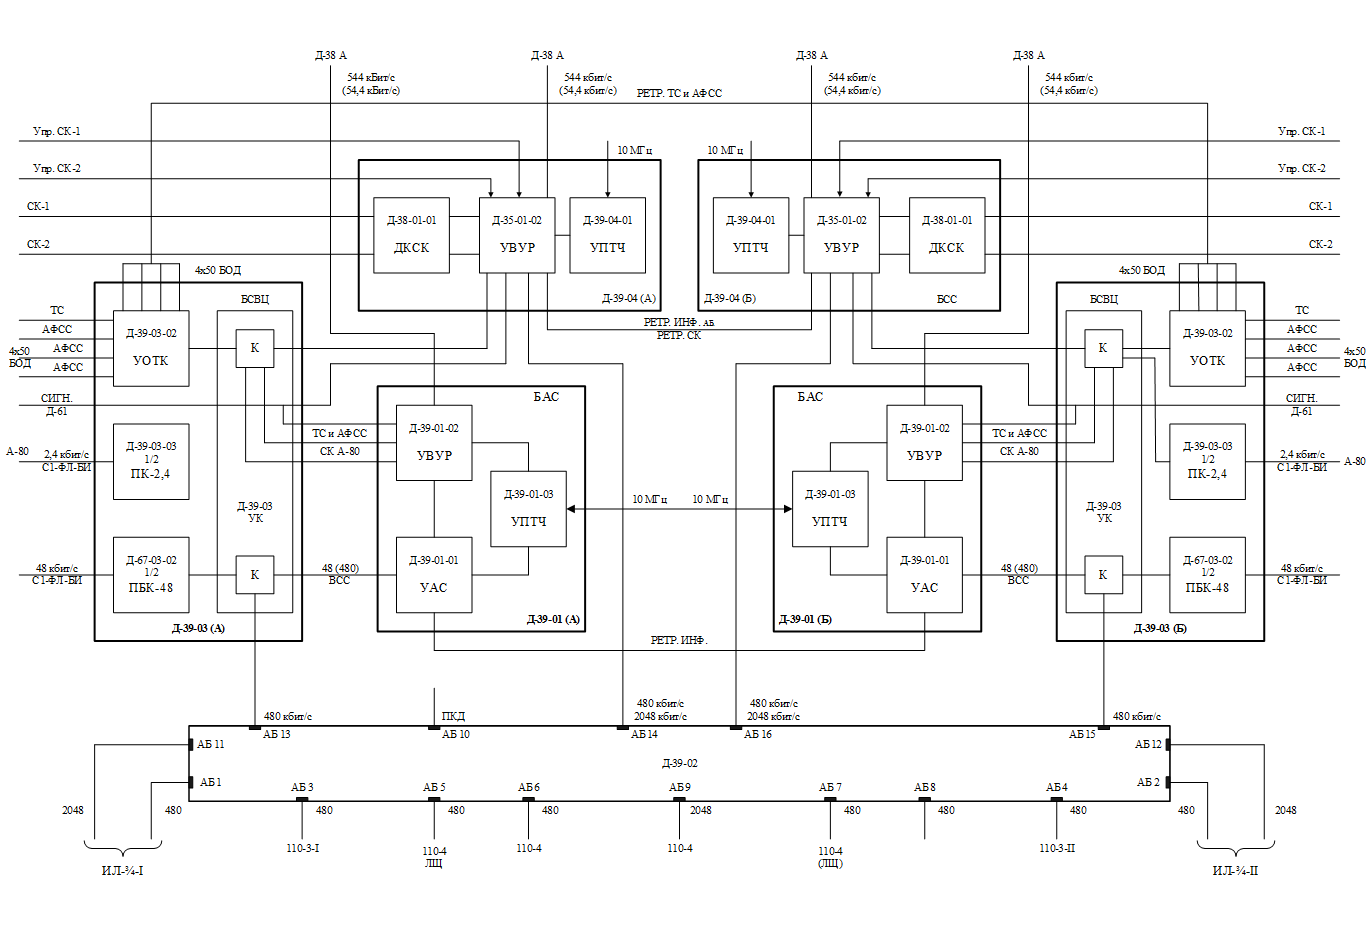 Д-38 А
Д-38 А
Д-38 А
Д-38 А
544 кБит/с
(54,4 кБит/с)
544 кбит/с
(54,4 кбит/с)
544 кбит/с
(54,4 кбит/с)
544 кбит/с
(54,4 кбит/с)
РЕТР. ТС и АФСС
Упр. СК-1
Упр. СК-1
10 МГц
10 МГц
Упр. СК-2
Упр. СК-2
СК-1
СК-1
СК-2
СК-2
Д-38-01-01
ДКСК
Д-35-01-02
УВУР
Д-39-04-01
УПТЧ
Д-39-04 (А)
Д-39-04-01
УПТЧ
Д-35-01-02
УВУР
Д-38-01-01
ДКСК
Д-39-04 (Б)
БСС
4х50 БОД
4х50 БОД
БСВЦ
БСВЦ
РЕТР. ИНФ. АБ
РЕТР. СК
ТС
АФСС
АФСС
АФСС
4х50
БОД
Д-39-03-02
УОТК
К
К
Д-39-03-02
УОТК
ТС
АФСС
АФСС
АФСС
4х50
БОД
СИГН.
Д-61
СИГН.
Д-61
БАС
БАС
Д-39-01-02
УВУР
Д-39-01-02
УВУР
ТС и АФСС
СК А-80
ТС и АФСС
СК А-80
А-80
2,4 кбит/с
С1-ФЛ-БИ
Д-39-03-03
1/2
ПК-2,4
Д-39-03-03
1/2
ПК-2,4
2,4 кбит/с
С1-ФЛ-БИ
А-80
Д-39-03
УК
Д-39-01-03
УПТЧ
10 МГц
10 МГц
Д-39-01-03
УПТЧ
Д-39-03
УК
48 кбит/с
С1-ФЛ-БИ
Д-67-03-02
1/2
ПБК-48
К
48 (480)
ВСС
Д-39-01-01
УАС
Д-39-01-01
УАС
48 (480)
ВСС
К
Д-67-03-02
1/2
ПБК-48
48 кбит/с
С1-ФЛ-БИ
Д-39-03 (А)
Д-39-01 (А)
Д-39-01 (Б)
Д-39-03 (Б)
РЕТР. ИНФ.
480 кбит/с
ПКД
480 кбит/с
2048 кбит/с
480 кбит/с
2048 кбит/с
480 кбит/с
АБ 13
АБ 10
АБ14
АБ 16
АБ15
АБ 11
АБ 12
Д-39-02
АБ 1
АБ 2
АБ 3
АБ 5
АБ6
АБ9
АБ 7
АБ8
АБ4
2048
480
480
480
480
2048
480
480
480
480
2048
110-3-I
110-4
ЛЩ
110-4
110-4
110-4
(ЛЩ)
110-3-II
ИЛ-¾-I
ИЛ-¾-II